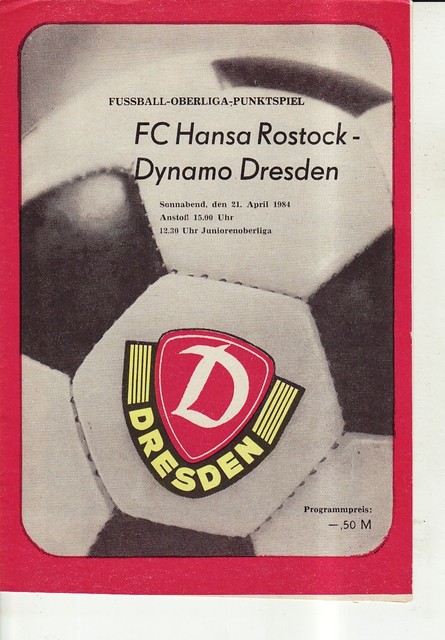 FUSSBALL-OBERLIGA-PUNKTSPIEL
FC Hansa Rostock -
Dynamo Dresden
Sonnabend, den 21. April 1984
Anstoß 15.00 Uhr
12.30 Uhr Juniorenoberliga
D
DRESDEN
Programmpreis:
—,50 M